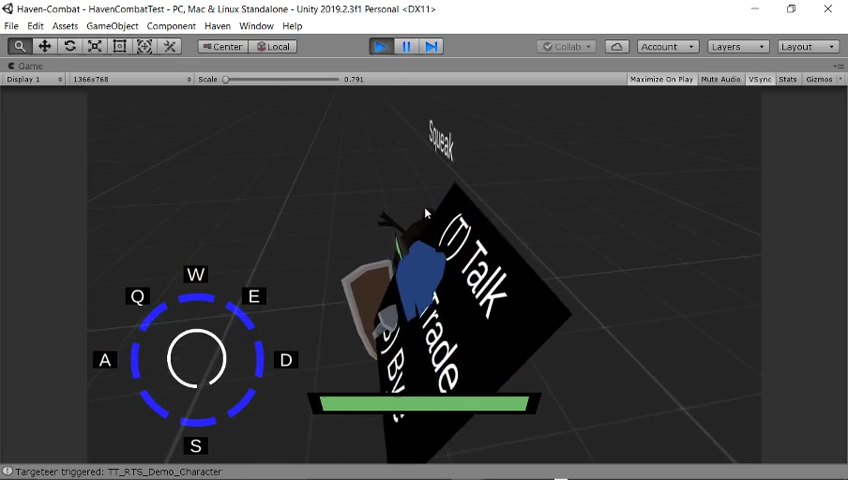 Haven-Combat - HavenCombatTest - PC, Mac & Linux Standalone - Unity 2019.2.3f1 Personal <DX11>
File Edit Assets GameObject Component Haven Window Help
Center Local Collab Account Layers Layout
Game
Display 1 1366x768 Scale 0.791 Maximize On Play Mute Audio VSync Stats Gizmos
Squeak
(T) Talk
Trade
) By
W
Q E
A D
S
Targeteer triggered: TT_RTS_Demo_Character